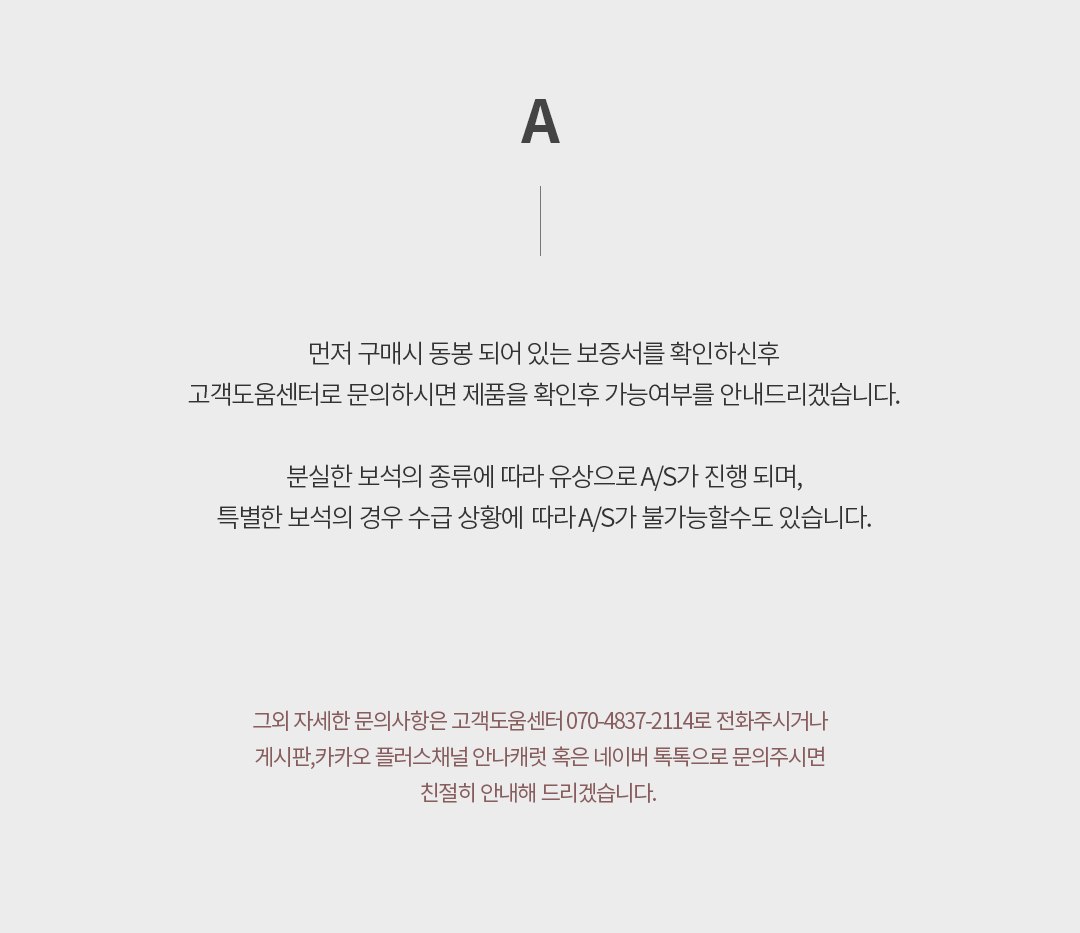 A
먼저 구매시 동봉 되어 있는 보증서를 확인하신후
고객도움센터로 문의하시면 제품을 확인후 가능여부를 안내드리겠습니다.
분실한 보석의 종류에 따라 유상으로 A/S가 진행 되며,
특별한 보석의 경우 수급 상황에 따라 A/S가 불가능할수도 있습니다.
그외 자세한 문의사항은 고객도움센터 070-4837-2114로 전화주시거나
게시판,카카오 플러스채널 안나캐럿 혹은 네이버 톡톡으로 문의주시면
친절히 안내해 드리겠습니다.